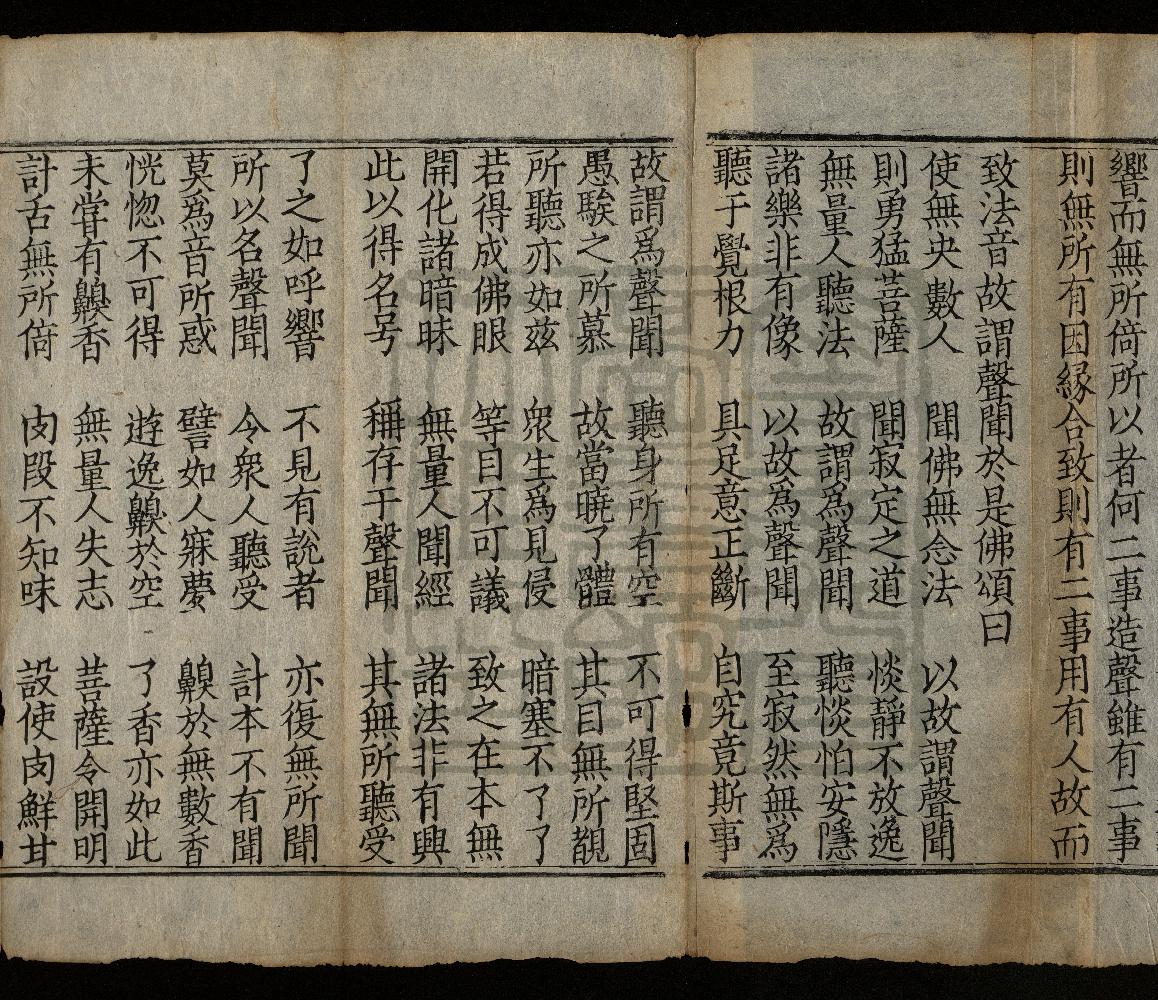 響而無所倚所以者何二事造聲雖有二事
則無所有因緣合致則有二事用有人故而
致法音故謂聲聞於是佛頌曰
使無央數人　聞佛無念法　以故謂聲聞
則勇猛菩薩　聞寂定之道　惔靜不放逸
無量人聽法　故謂為聲聞　聽惔怕安隱
諸樂非有像　以故為聲聞　至寂然無為
聽于覺根力　具足意正斷　自究竟斯事
故謂為聲聞　聽身所有空　不可得堅固
愚騃之所慕　故當曉了體　其目無所覩
所聽亦如茲　衆生為見侵　暗塞不了了
若得成佛眼　等目不可議　致之在本無
開化諸暗昧　無量人聞經　諸法非有興
此以得名号　稱存于聲聞　其無所聽受
了之如呼響　不見有說者　亦復無所聞
所以名聲聞　令衆人聽受　計本不有聞
莫為音所惑　譬如人寐夢　齅於無數香
恍惚不可得　遊逸齅於空　了香亦如此
未甞有齅香　無量人失志　菩薩令開明
計舌無所倚　肉段不知味　設使肉鮮甘